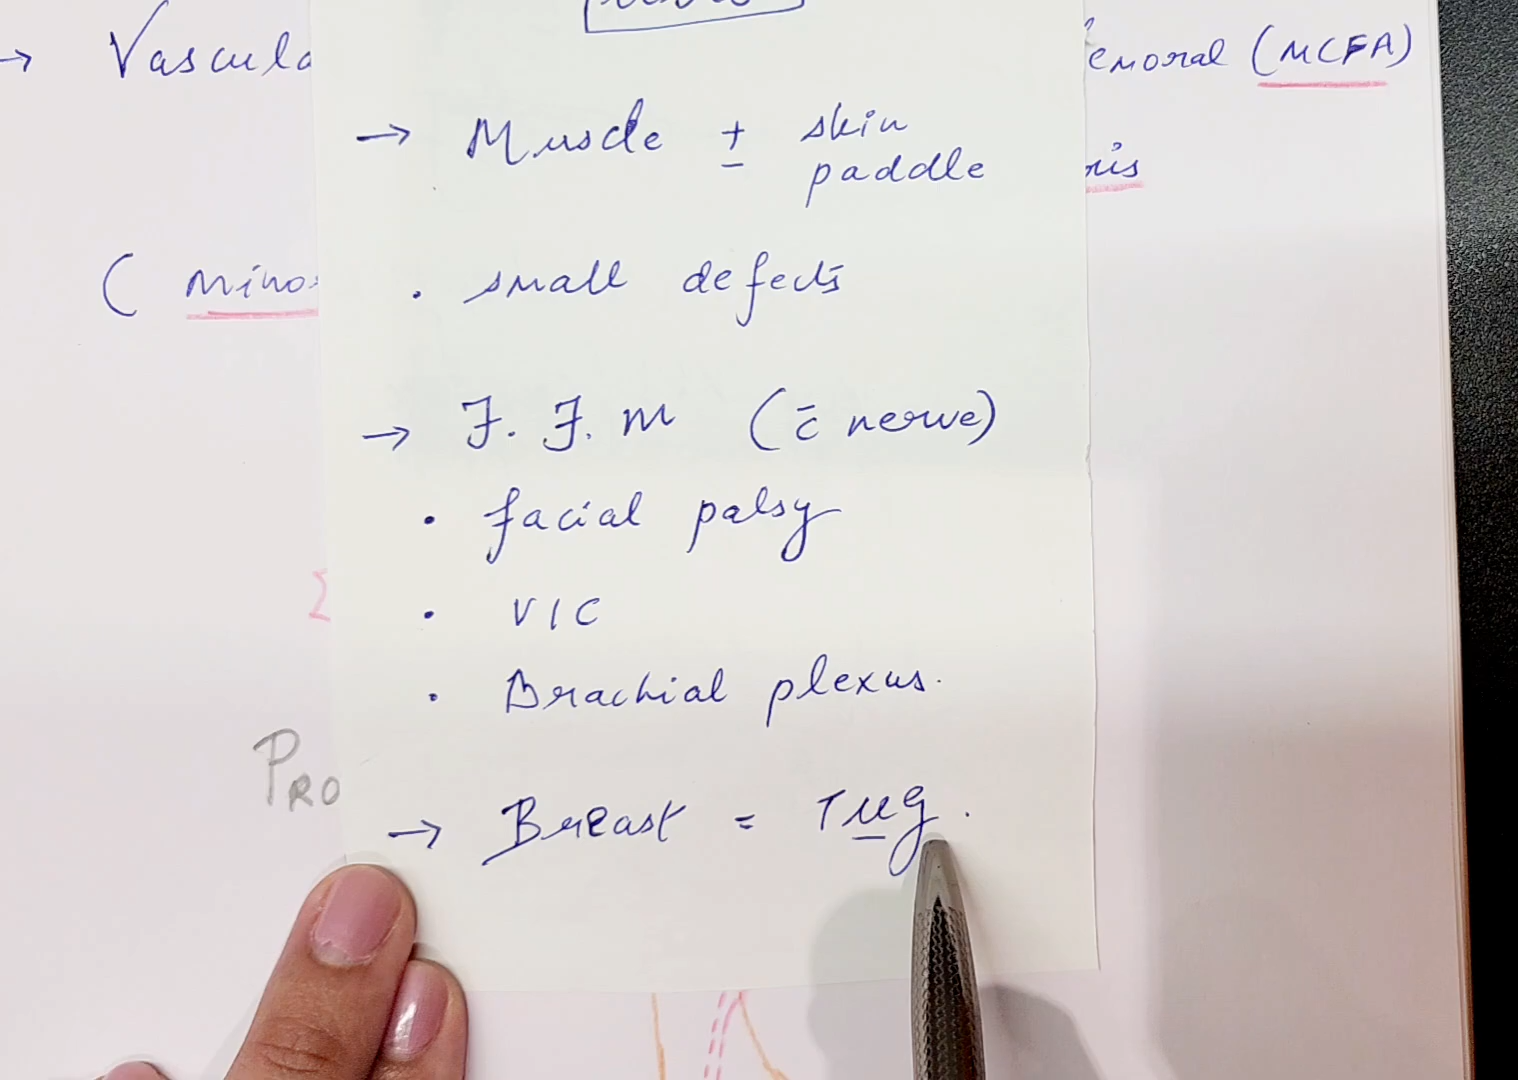 → Vascula
emoral (MCFA)
→ Muscle ± skin
paddle
ris
( mino
. small defects
→ F. F. M (c̄ nerve)
. facial palsy
. VIC
. Brachial plexus.
PRO
→ Breast = TUG.